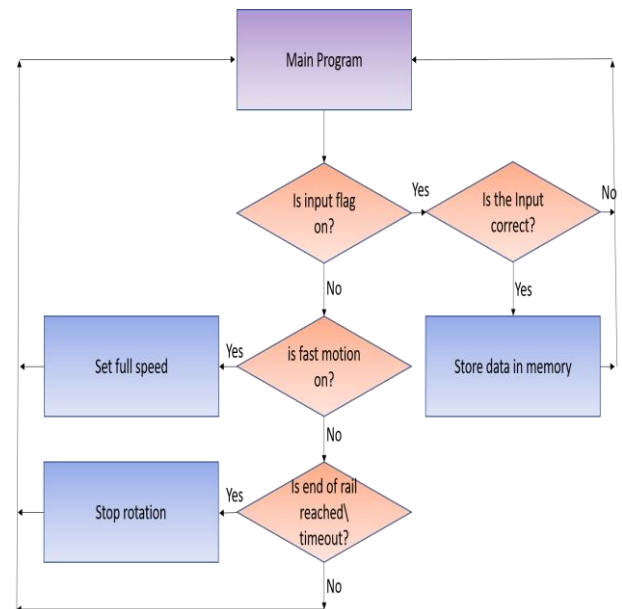 Main Program
Is input flag
on?
Yes
Is the Input
correct?
No
No
Yes
Set full speed
Yes
is fast motion
on?
Store data in memory
No
Stop rotation
Yes
Is end of rail
reached\
timeout?
No